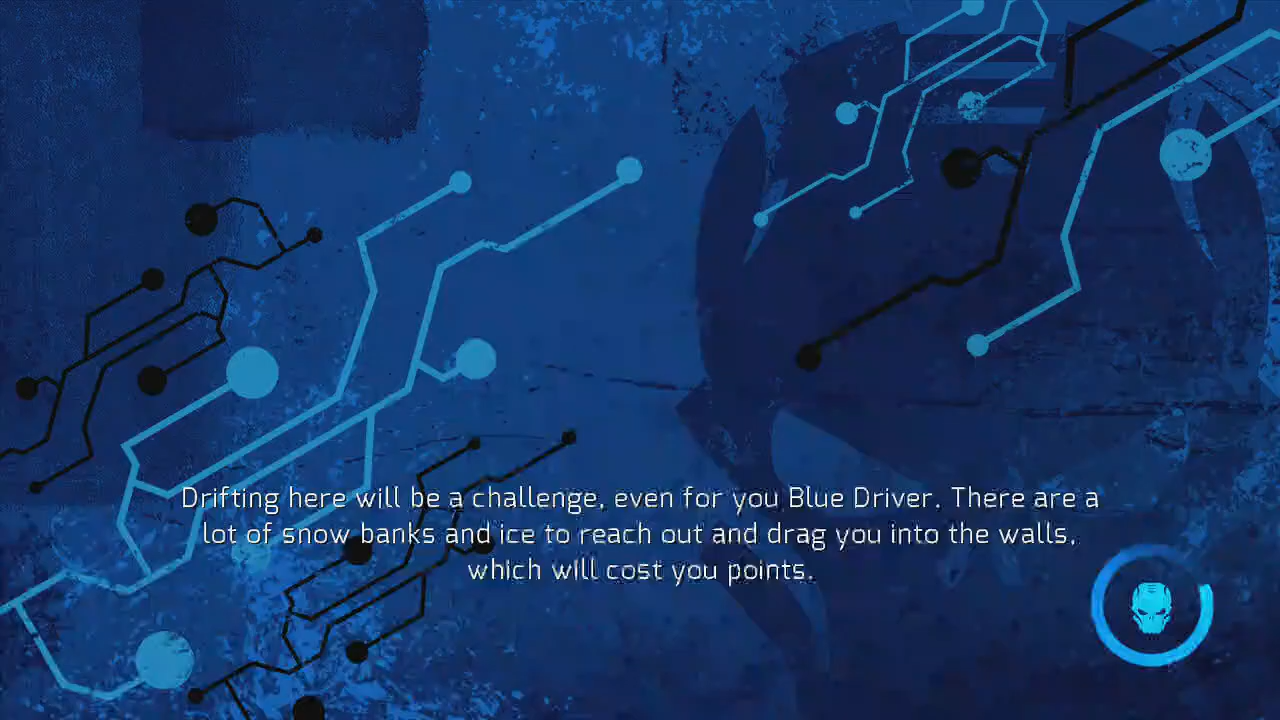 Drifting here will be a challenge, even for you Blue Driver. There are a
lot of snow banks and ice to reach out and drag you into the walls,
which will cost you points.